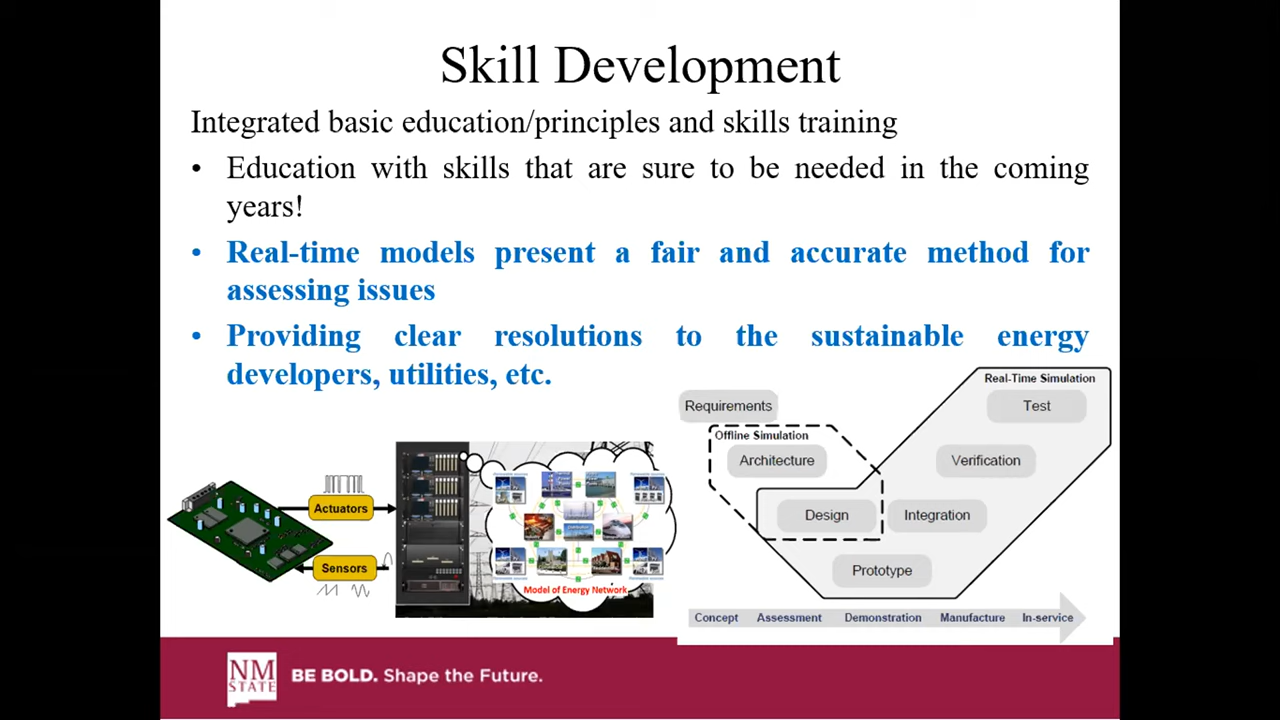 Skill Development
Integrated basic education/principles and skills training
• Education with skills that are sure to be needed in the coming
years!
• Real-time models present a fair and accurate method for
assessing issues
• Providing clear resolutions to the sustainable energy
developers, utilities, etc.
Actuators
Sensors
Model of Energy Network
Real-Time Simulation
Requirements
Test
Offline Simulation
Architecture
Verification
Design
Integration
Prototype
Concept Assessment Demonstration Manufacture In-service
NM
STATE
BE BOLD. Shape the Future.